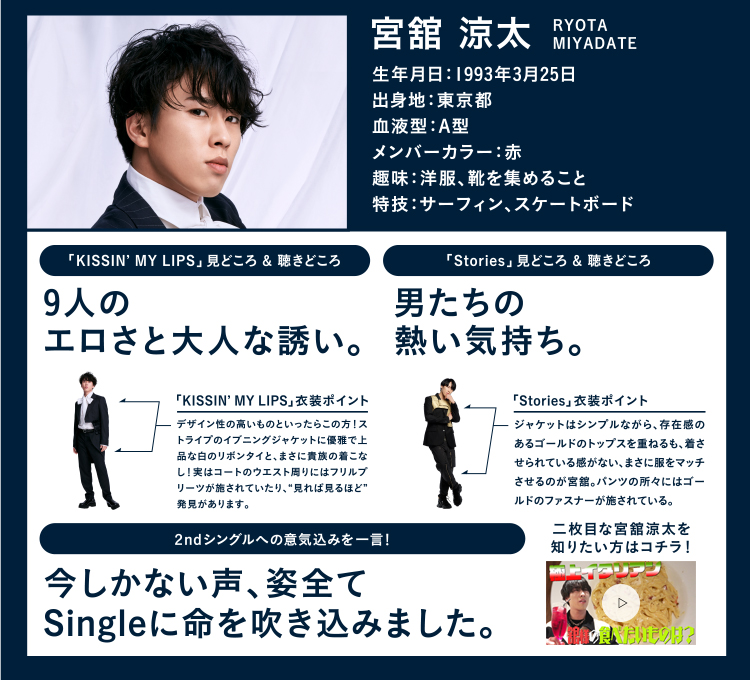 宮舘 涼太
RYOTA
MIYADATE
生年月日：1993年3月25日
出身地：東京都
血液型：A型
メンバーカラー：赤
趣味：洋服、靴を集めること
特技：サーフィン、スケートボード
「KISSIN’ MY LIPS」見どころ & 聴きどころ
9人の
エロさと大人な誘い。
「KISSIN’ MY LIPS」衣装ポイント
デザイン性の高いものといったらこの方！ス
トライプのイブニングジャケットに優雅で上
品な白のリボンタイと、まさに貴族の着こな
し！実はコートのウエスト周りにはフリルプ
リーツが施されていたり、“見れば見るほど”
発見があります。
「Stories」見どころ & 聴きどころ
男たちの
熱い気持ち。
「Stories」衣装ポイント
ジャケットはシンプルながら、存在感の
あるゴールドのトップスを重ねるも、着さ
せられている感がない、まさに服をマッチ
させるのが宮舘。パンツの所々にはゴー
ルドのファスナーが施されている。
2ndシングルへの意気込みを一言！
今しかない声、姿全て
Singleに命を吹き込みました。
二枚目な宮舘涼太を
知りたい方はコチラ！
極上イタリアン
の食べたいものは？